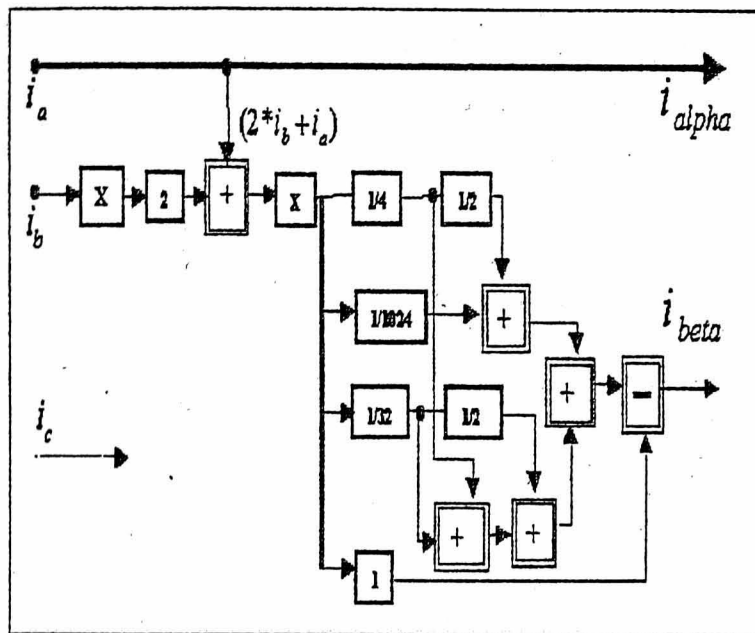 i_a
i_alpha
(2*i_b+i_a)
i_b
X
2
+
X
1/4
1/2
1/1024
+
i_beta
+
−
1/32
1/2
i_c
+
+
1